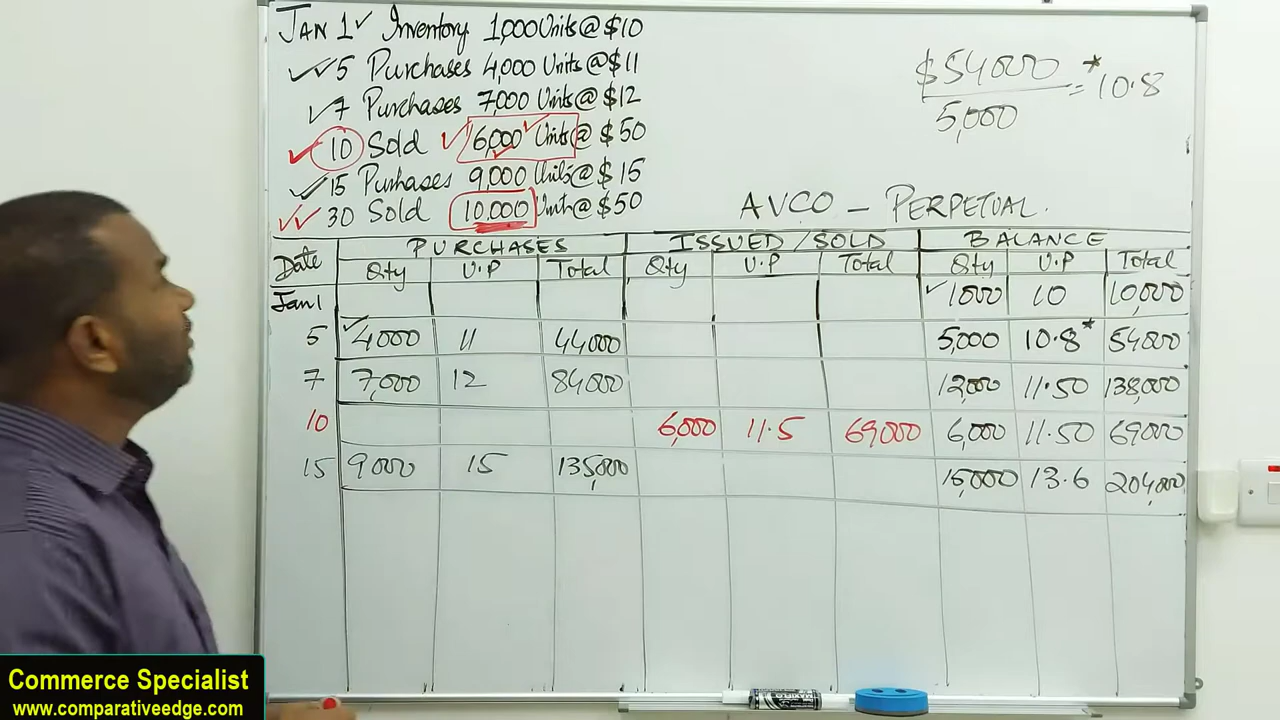 JAN 1✓ Inventory 1,000 Units @ $10
✓✓5 Purchases 4,000 Units @ $11
✓7 Purchases 7,000 Units @ $12
✓10 Sold ✓6,000 Units @ $50
✓15 Purchases 9,000 Units @ $15
✓✓30 Sold 10,000 Units @ $50
$54000
5,000
= *10.8
AVCO - PERPETUAL.
Date PURCHASES ISSUED/SOLD BALANCE
Qty U.P Total Qty U.P Total Qty U.P Total
Jan 1 ✓1000 10 10,000
5 ✓4000 11 44000 5,000 10.8* 54000
7 7,000 12 84000 12000 11.50 138,000
10 6,000 11.5 69000 6,000 11.50 69000
15 9000 15 135,000 15,000 13.6 204,000
MAXIFLO
Commerce Specialist
www.comparativeedge.com